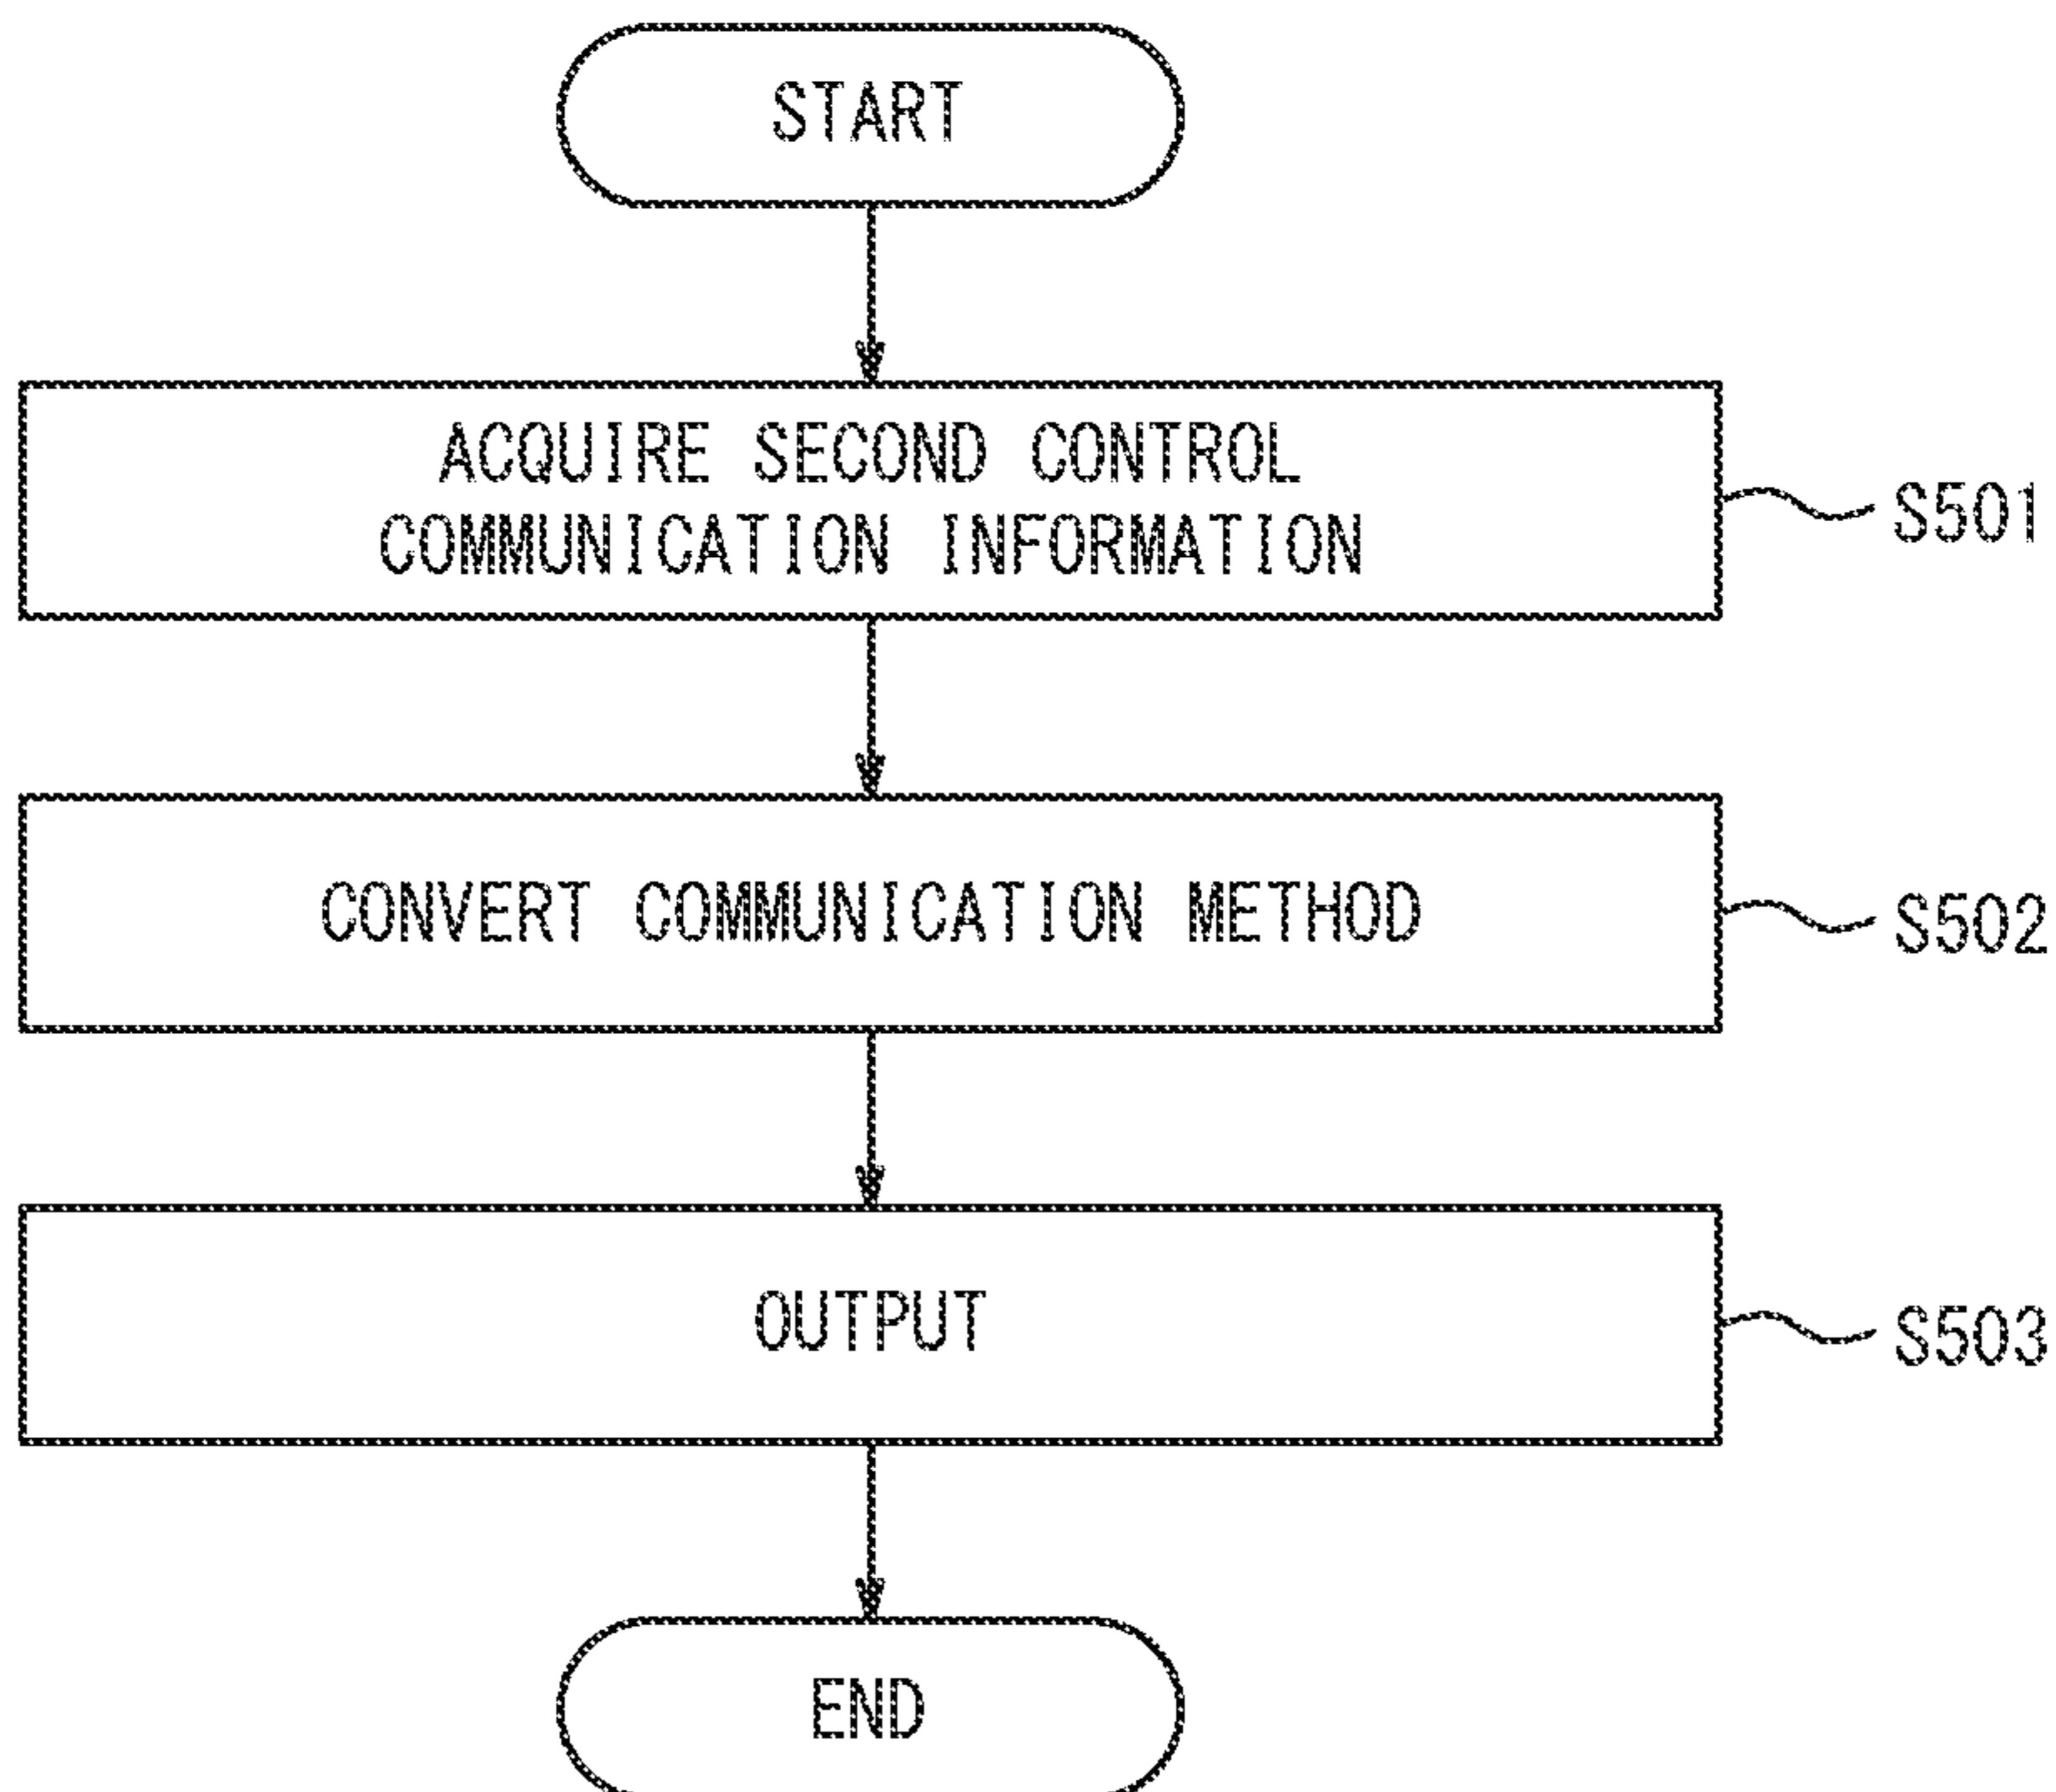 START
ACQUIRE SECOND CONTROL
COMMUNICATION INFORMATION
S501
CONVERT COMMUNICATION METHOD
S502
OUTPUT
S503
END